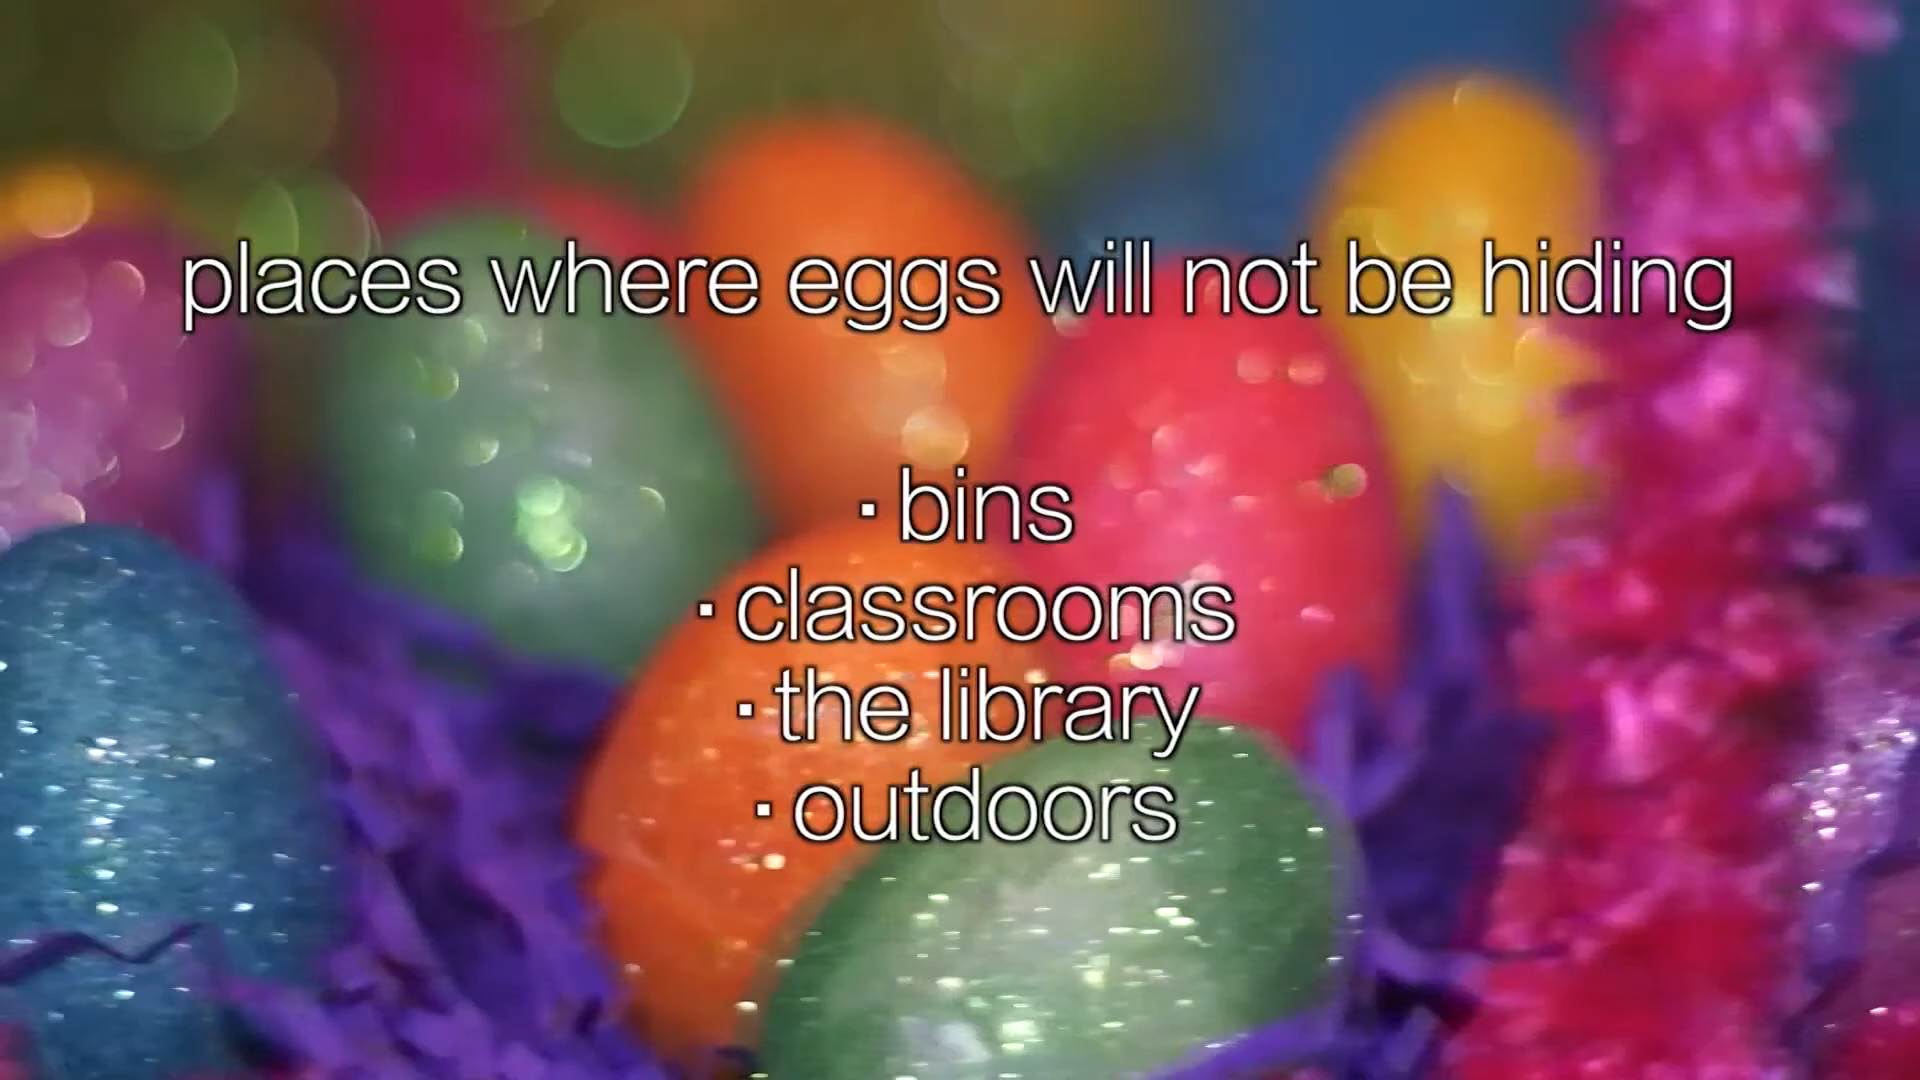 places where eggs will not be hiding
· bins
· classrooms
· the library
· outdoors